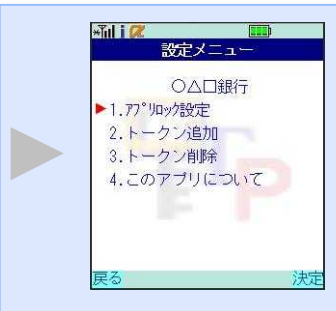 設定メニュー
○△□銀行
1.ｱﾌﾟﾘﾛｯｸ設定
2.トークン追加
3.トークン削除
4.このアプリについて
戻る
決定